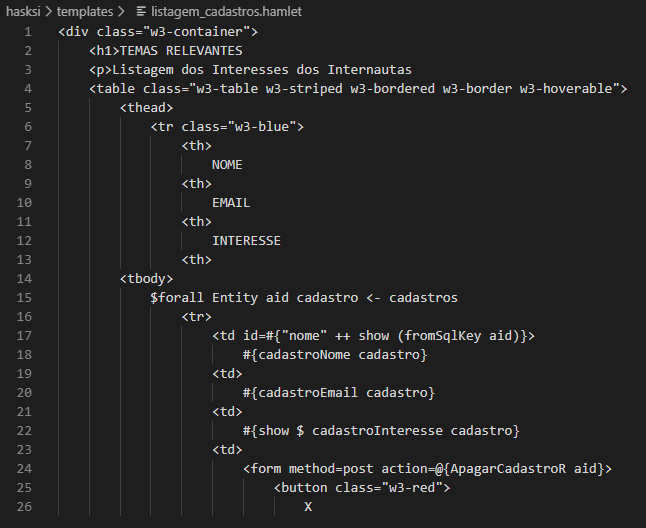 hasksi > templates > listagem_cadastros.hamlet
1 <div class="w3-container">
2 <h1>TEMAS RELEVANTES
3 <p>Listagem dos Interesses dos Internautas
4 <table class="w3-table w3-striped w3-bordered w3-border w3-hoverable">
5 <thead>
6 <tr class="w3-blue">
7 <th>
8 NOME
9 <th>
10 EMAIL
11 <th>
12 INTERESSE
13 <th>
14 <tbody>
15 $forall Entity aid cadastro <- cadastros
16 <tr>
17 <td id=#{"nome" ++ show (fromSqlKey aid)}>
18 #{cadastroNome cadastro}
19 <td>
20 #{cadastroEmail cadastro}
21 <td>
22 #{show $ cadastroInteresse cadastro}
23 <td>
24 <form method=post action=@{ApagarCadastroR aid}>
25 <button class="w3-red">
26 X